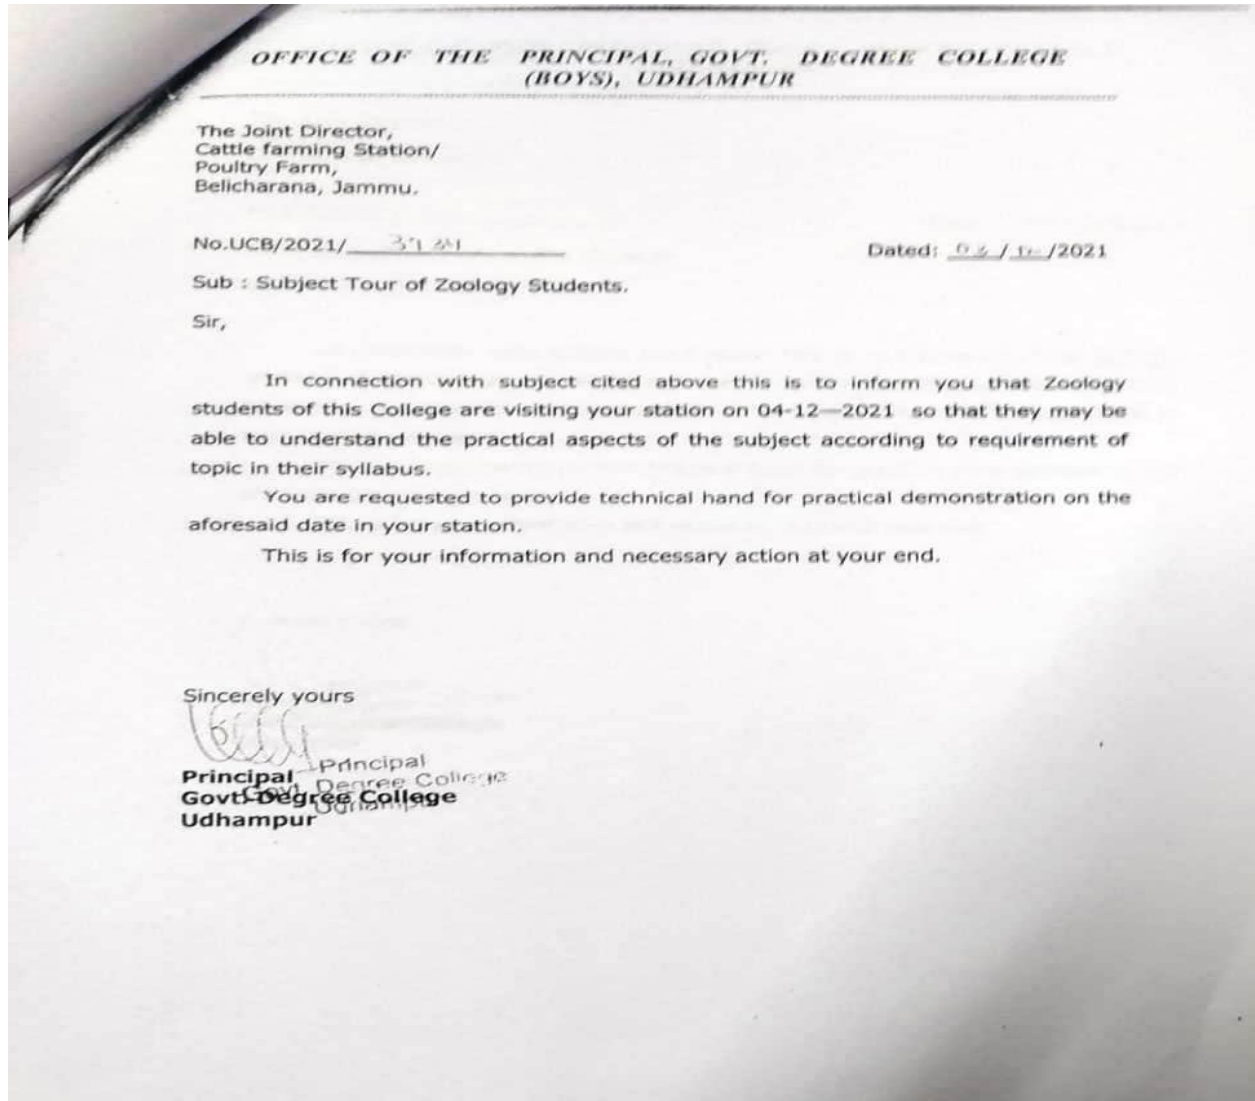 OFFICE OF THE PRINCIPAL, GOVT. DEGREE COLLEGE
(BOYS), UDHAMPUR
The Joint Director,
Cattle farming Station/
Poultry Farm,
Belicharana, Jammu.
No.UCB/2021/
Dated: /2021
Sub : Subject Tour of Zoology Students.
Sir,
In connection with subject cited above this is to inform you that Zoology
students of this College are visiting your station on 04-12—2021 so that they may be
able to understand the practical aspects of the subject according to requirement of
topic in their syllabus.
You are requested to provide technical hand for practical demonstration on the
aforesaid date in your station.
This is for your information and necessary action at your end.
Sincerely yours
Principal
Govt. Degree College
Udhampur
Principal
Govt. Degree College
Udhampur